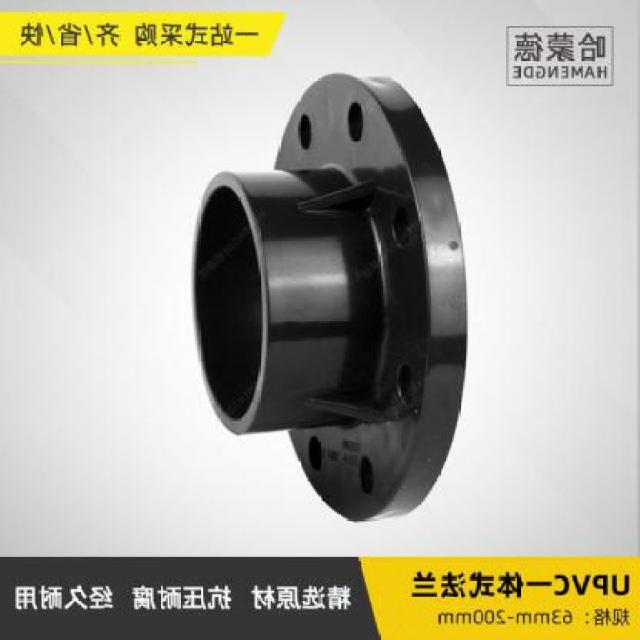 哈蒙德
HAMENGDE
一站式采购 齐/省/快
UPVC一体式法兰
规格：63mm-200mm
精选原材 抗压耐腐 经久耐用